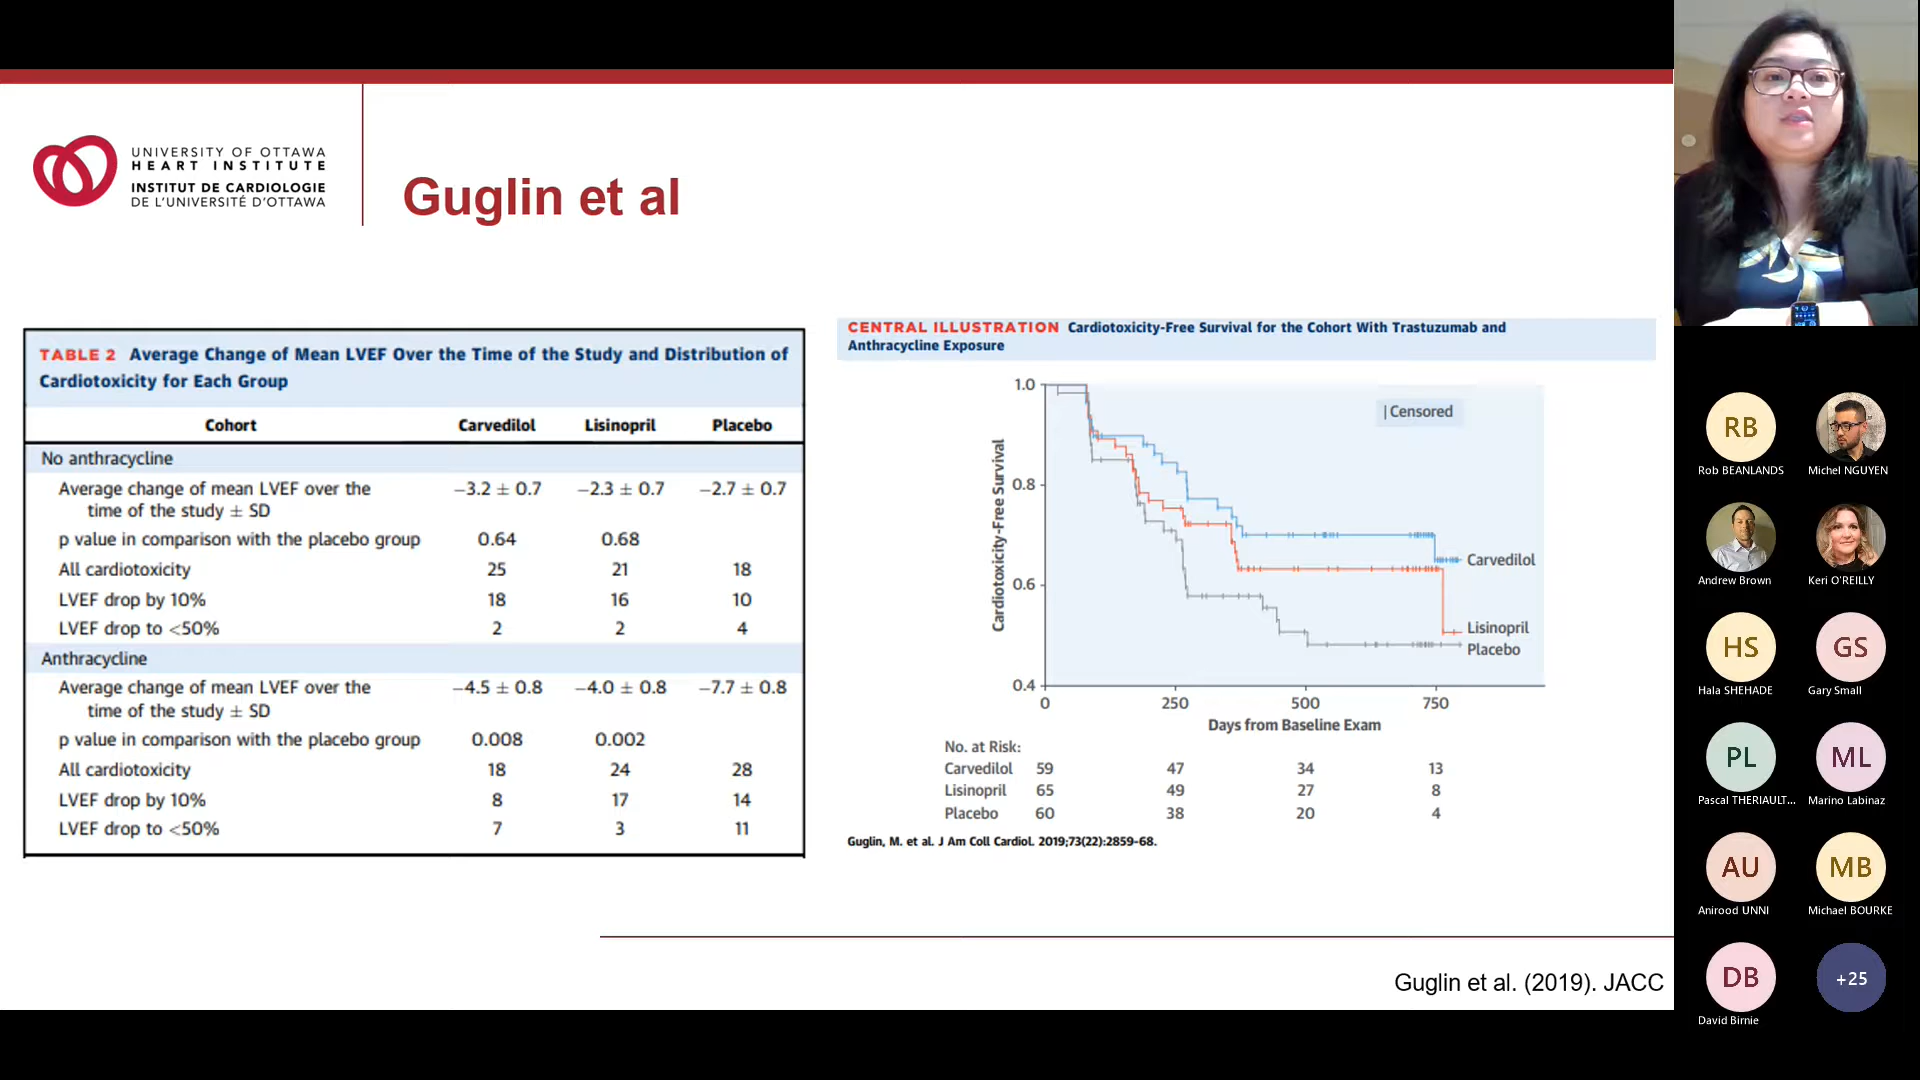 UNIVERSITY OF OTTAWA
HEART INSTITUTE
INSTITUT DE CARDIOLOGIE
DE L'UNIVERSITÉ D'OTTAWA
Guglin et al
TABLE 2 Average Change of Mean LVEF Over the Time of the Study and Distribution of
Cardiotoxicity for Each Group
Cohort Carvedilol Lisinopril Placebo
No anthracycline
Average change of mean LVEF over the −3.2 ± 0.7 −2.3 ± 0.7 −2.7 ± 0.7
time of the study ± SD
p value in comparison with the placebo group 0.64 0.68
All cardiotoxicity 25 21 18
LVEF drop by 10% 18 16 10
LVEF drop to <50% 2 2 4
Anthracycline
Average change of mean LVEF over the −4.5 ± 0.8 −4.0 ± 0.8 −7.7 ± 0.8
time of the study ± SD
p value in comparison with the placebo group 0.008 0.002
All cardiotoxicity 18 24 28
LVEF drop by 10% 8 17 14
LVEF drop to <50% 7 3 11
CENTRAL ILLUSTRATION Cardiotoxicity-Free Survival for the Cohort With Trastuzumab and
Anthracycline Exposure
Cardiotoxicity-Free Survival
1.0
0.8
0.6
0.4
| Censored
Carvedilol
Lisinopril
Placebo
0 250 500 750
Days from Baseline Exam
No. at Risk:
Carvedilol 59 47 34 13
Lisinopril 65 49 27 8
Placebo 60 38 20 4
Guglin, M. et al. J Am Coll Cardiol. 2019;73(22):2859-68.
Guglin et al. (2019). JACC
RB
Rob BEANLANDS Michel NGUYEN
Andrew Brown Keri O'REILLY
HS GS
Hala SHEHADE Gary Small
PL ML
Pascal THERIAULT... Marino Labinaz
AU MB
Anirood UNNI Michael BOURKE
DB +25
David Birnie